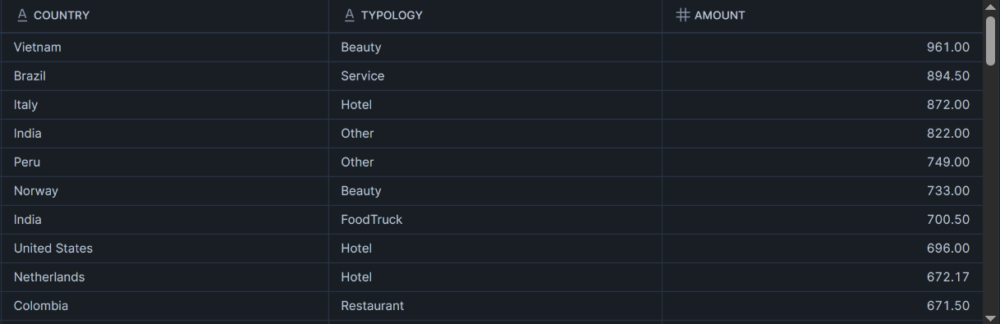 A COUNTRY A TYPOLOGY # AMOUNT
Vietnam Beauty 961.00
Brazil Service 894.50
Italy Hotel 872.00
India Other 822.00
Peru Other 749.00
Norway Beauty 733.00
India FoodTruck 700.50
United States Hotel 696.00
Netherlands Hotel 672.17
Colombia Restaurant 671.50